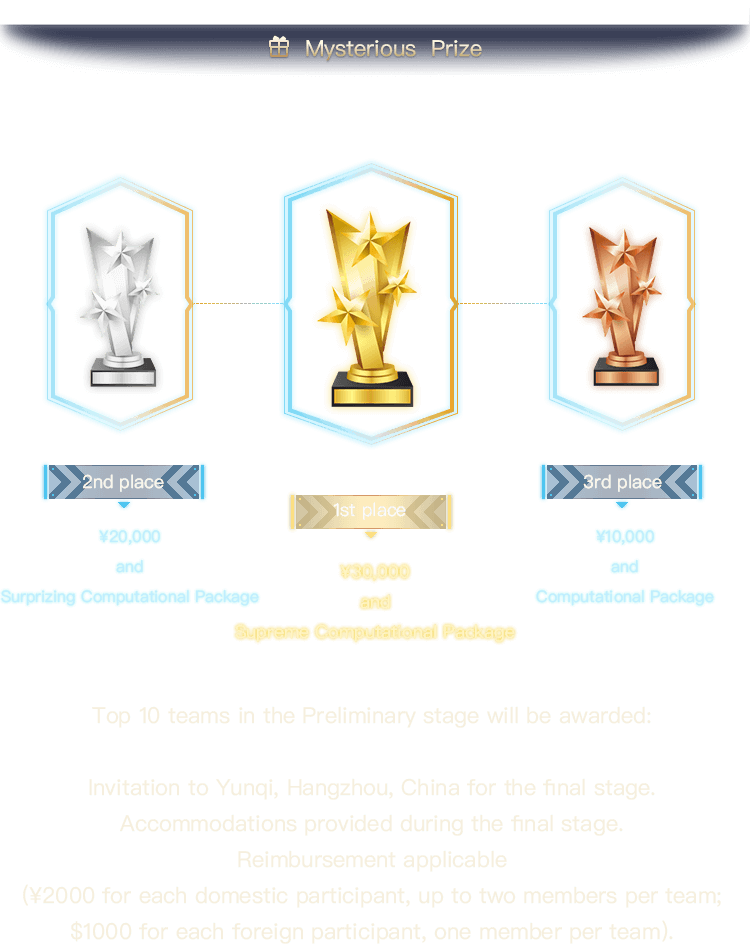 Mysterious Prize
2nd place
¥20,000
and
Surprizing Computational Package
1st place
¥30,000
and
Supreme Computational Package
3rd place
¥10,000
and
Computational Package
Top 10 teams in the Preliminary stage will be awarded:
Invitation to Yunqi, Hangzhou, China for the final stage.
Accommodations provided during the final stage.
Reimbursement applicable
(¥2000 for each domestic participant, up to two members per team;
$1000 for each foreign participant, one member per team).